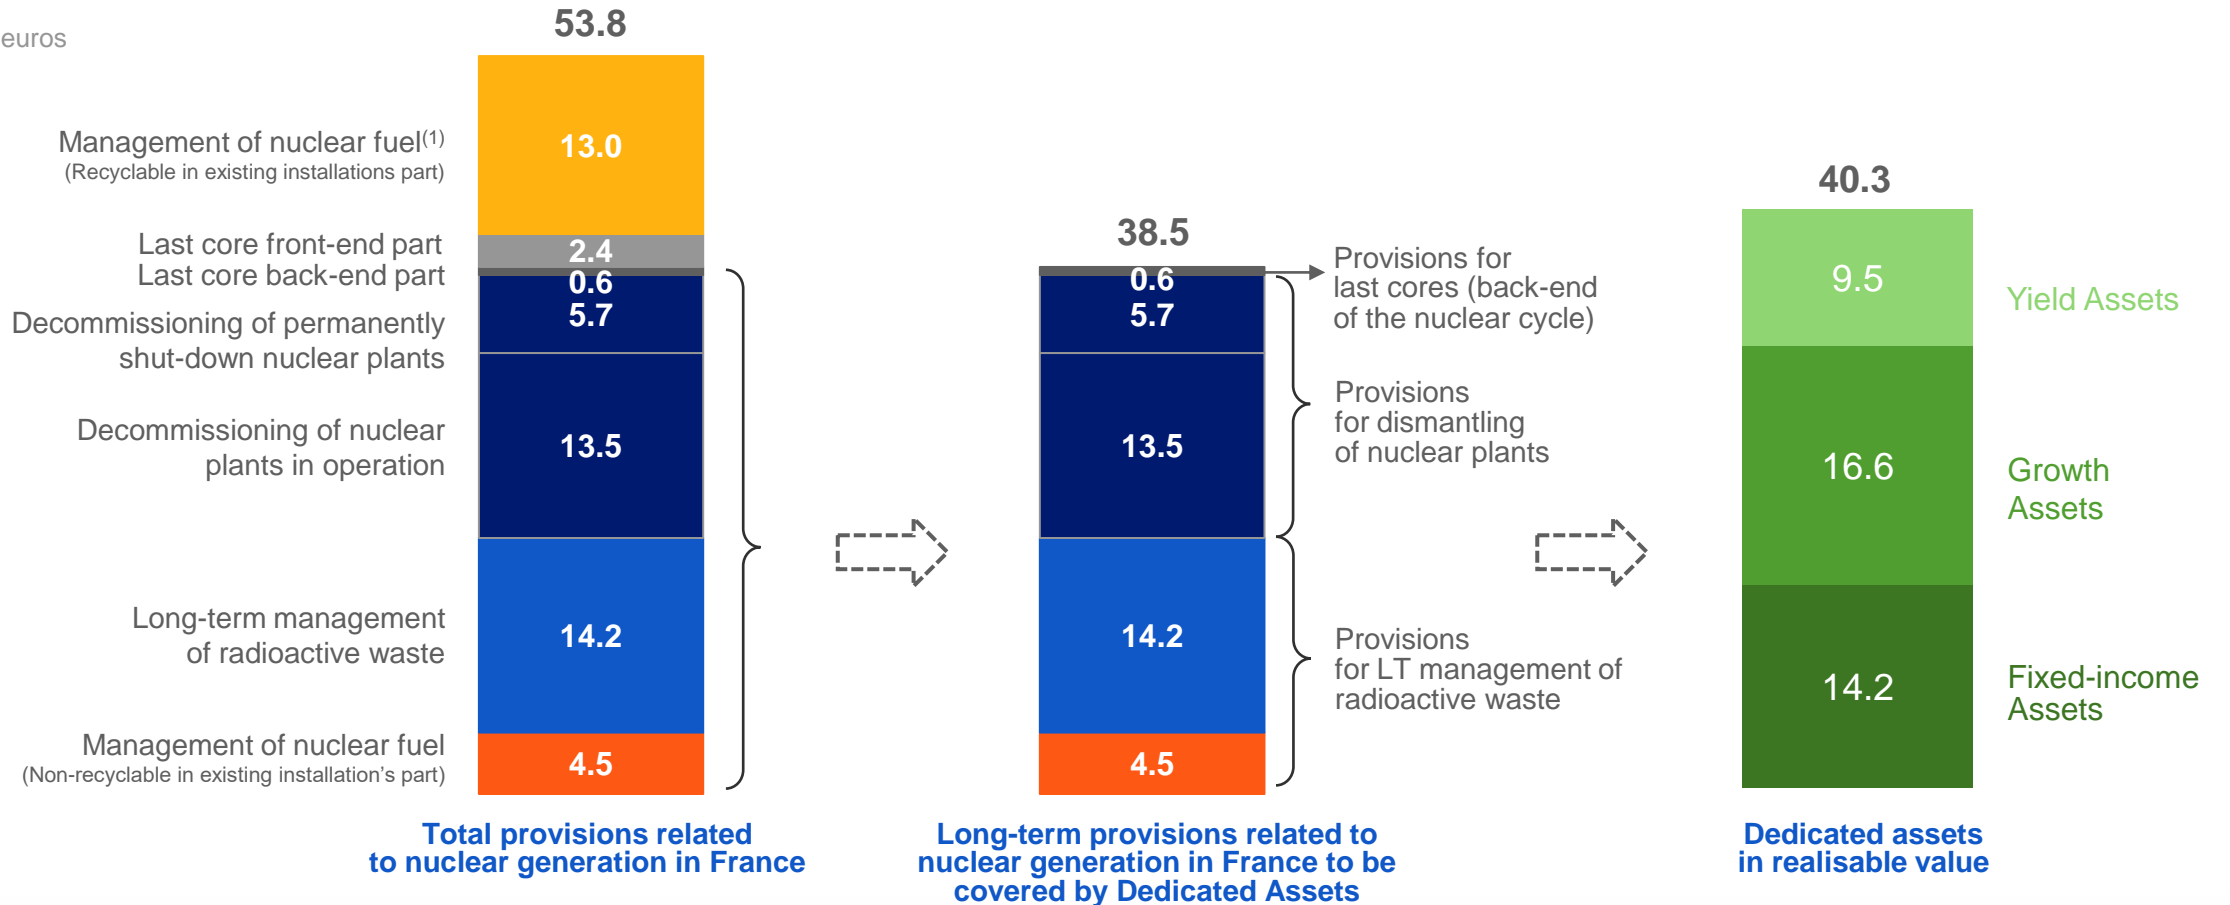 euros
53.8
Management of nuclear fuel(1)
(Recyclable in existing installations part)
13.0
Last core front-end part
2.4
Last core back-end part
0.6
Decommissioning of permanently
shut-down nuclear plants
5.7
Decommissioning of nuclear
plants in operation
13.5
Long-term management
of radioactive waste
14.2
Management of nuclear fuel
(Non-recyclable in existing installation's part)
4.5
Total provisions related
to nuclear generation in France
38.5
0.6
5.7
13.5
14.2
4.5
Provisions for
last cores (back-end
of the nuclear cycle)
Provisions
for dismantling
of nuclear plants
Provisions
for LT management of
radioactive waste
Long-term provisions related to
nuclear generation in France to be
covered by Dedicated Assets
40.3
9.5
Yield Assets
16.6
Growth
Assets
14.2
Fixed-income
Assets
Dedicated assets
in realisable value